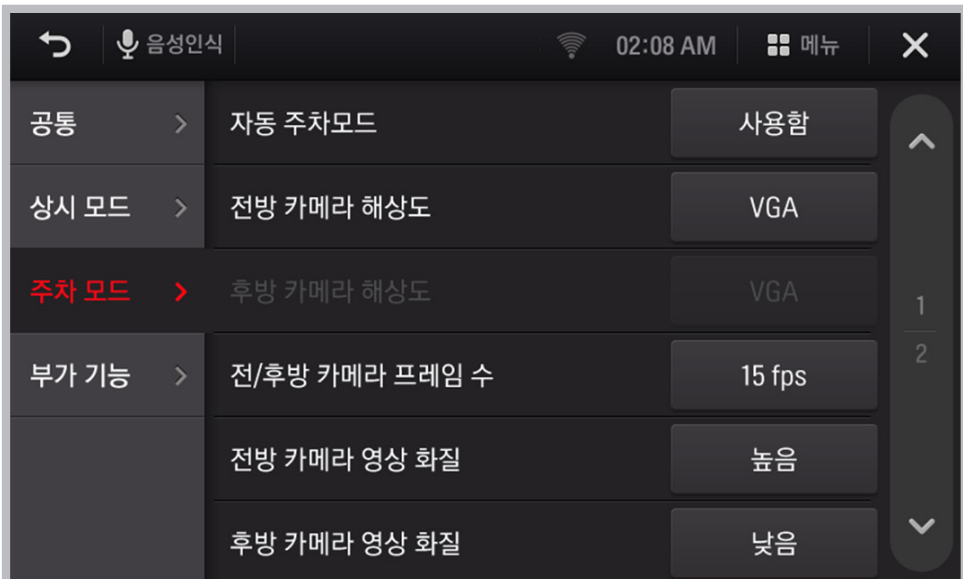 음성인식 02:08 AM 메뉴
공통 자동 주차모드 사용함
상시 모드 전방 카메라 해상도 VGA
주차 모드 후방 카메라 해상도 VGA
1
부가 기능 전/후방 카메라 프레임 수 15 fps
2
전방 카메라 영상 화질 높음
후방 카메라 영상 화질 낮음